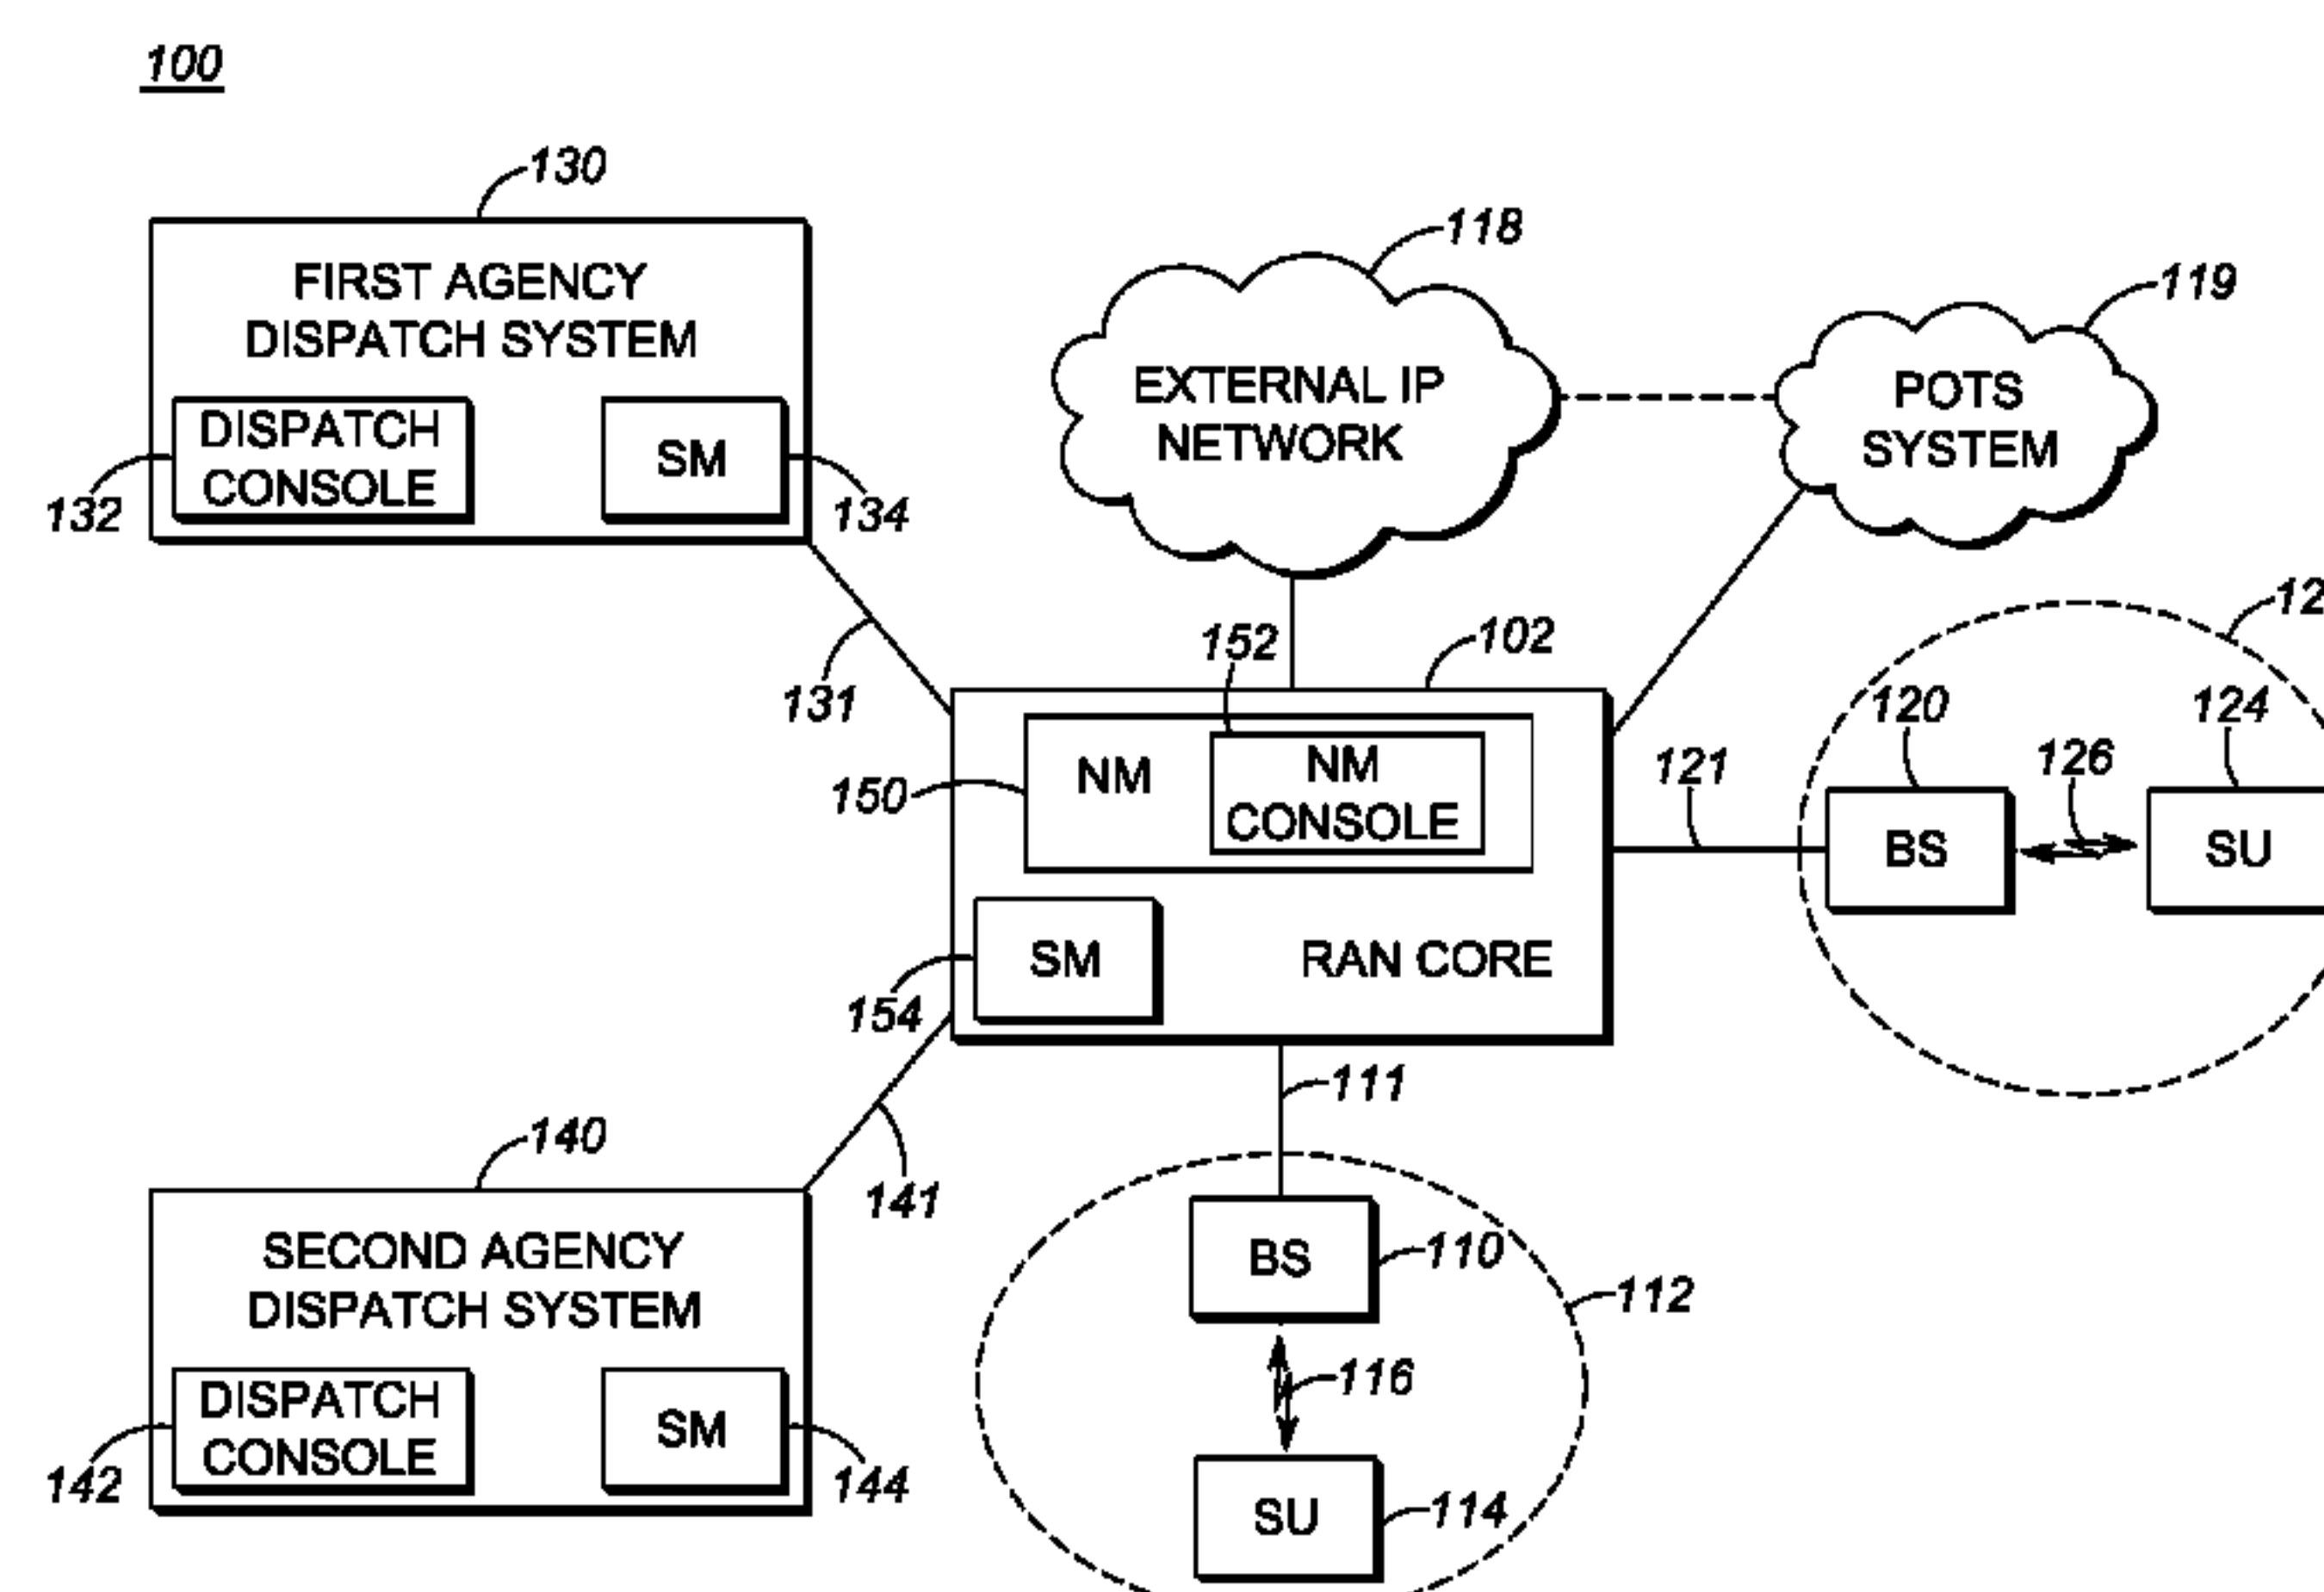 100
130
FIRST AGENCY
DISPATCH SYSTEM
DISPATCH
CONSOLE
SM
132
134
131
118
EXTERNAL IP
NETWORK
119
POTS
SYSTEM
152
102
150
NM
NM
CONSOLE
SM
RAN CORE
154
121
120
124
126
BS
SU
140
141
SECOND AGENCY
DISPATCH SYSTEM
DISPATCH
CONSOLE
SM
142
144
111
BS
110
112
116
SU
114